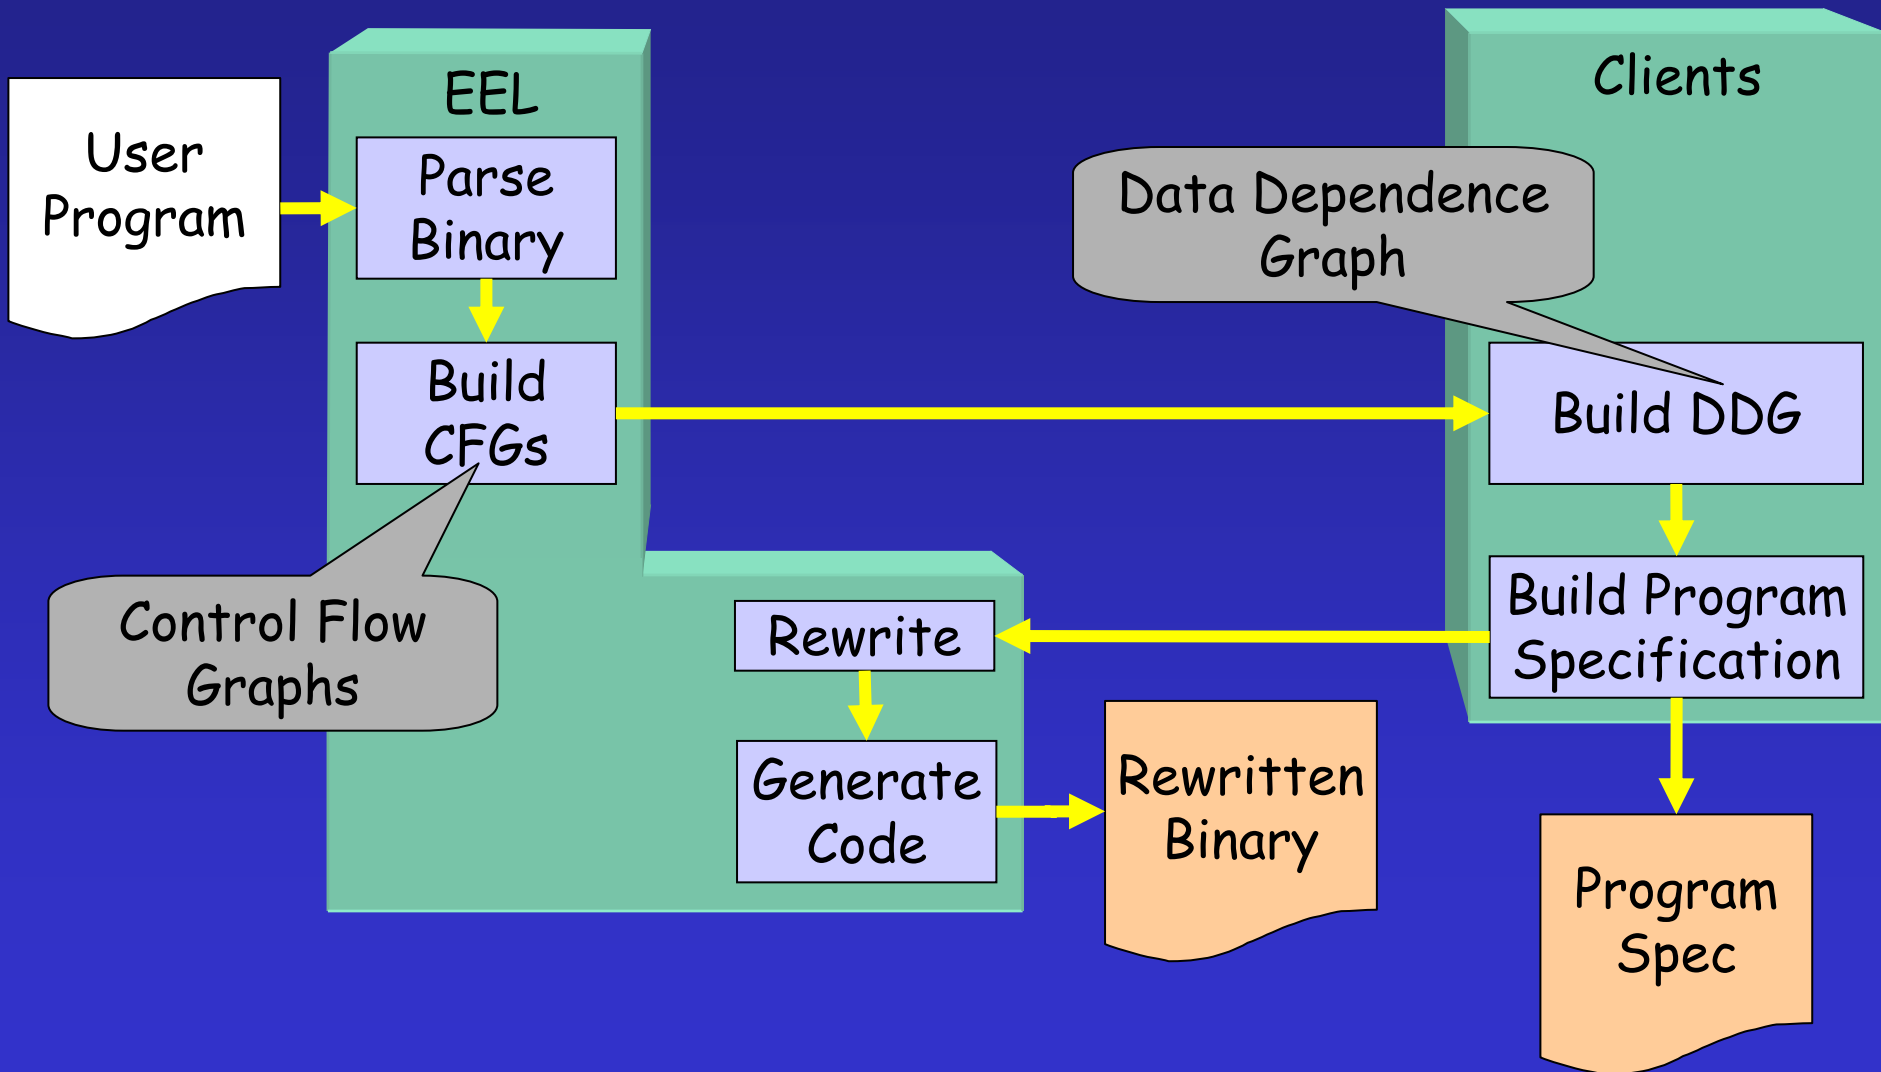 User
Program
EEL
Parse
Binary
Build
CFGs
Control Flow
Graphs
Clients
Data Dependence
Graph
Build DDG
Build Program
Specification
Rewrite
Generate
Code
Rewritten
Binary
Program
Spec